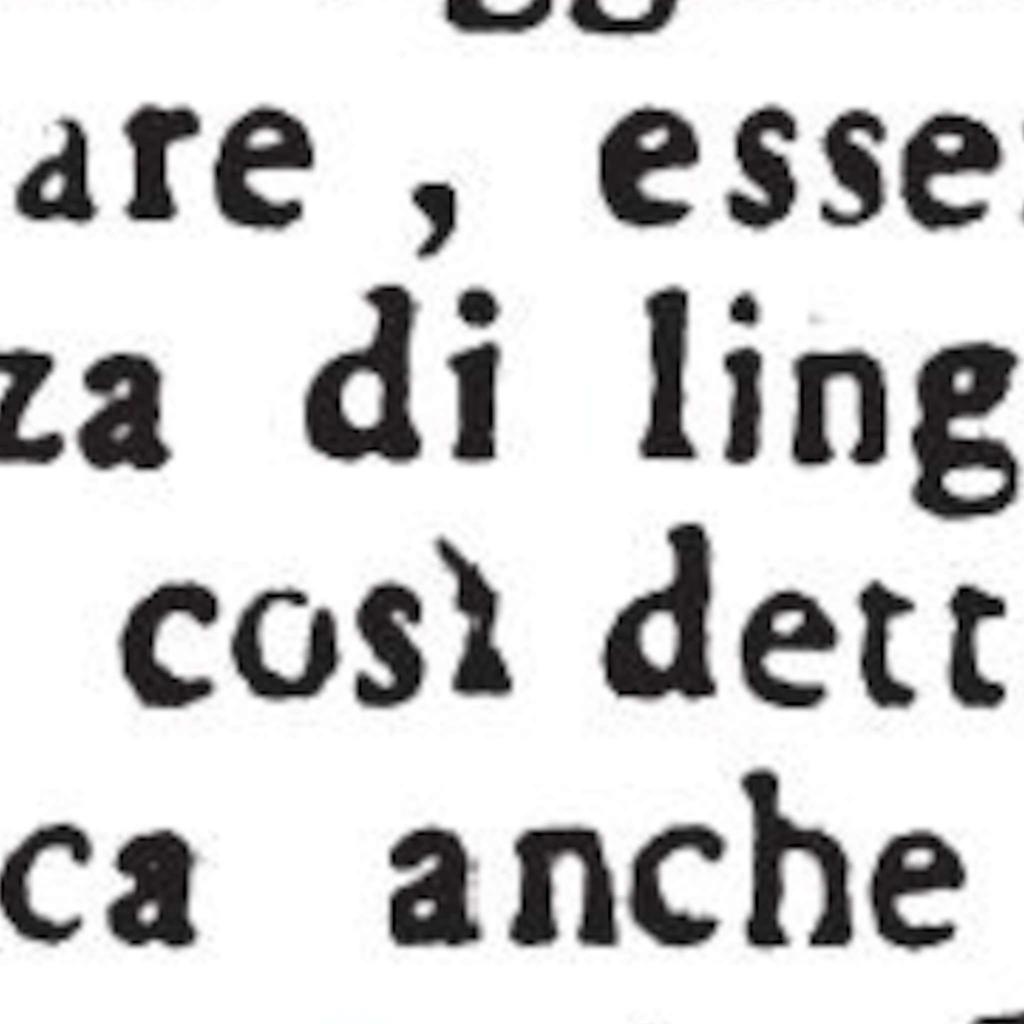 are , esse
za di ling
così dett
ca anche